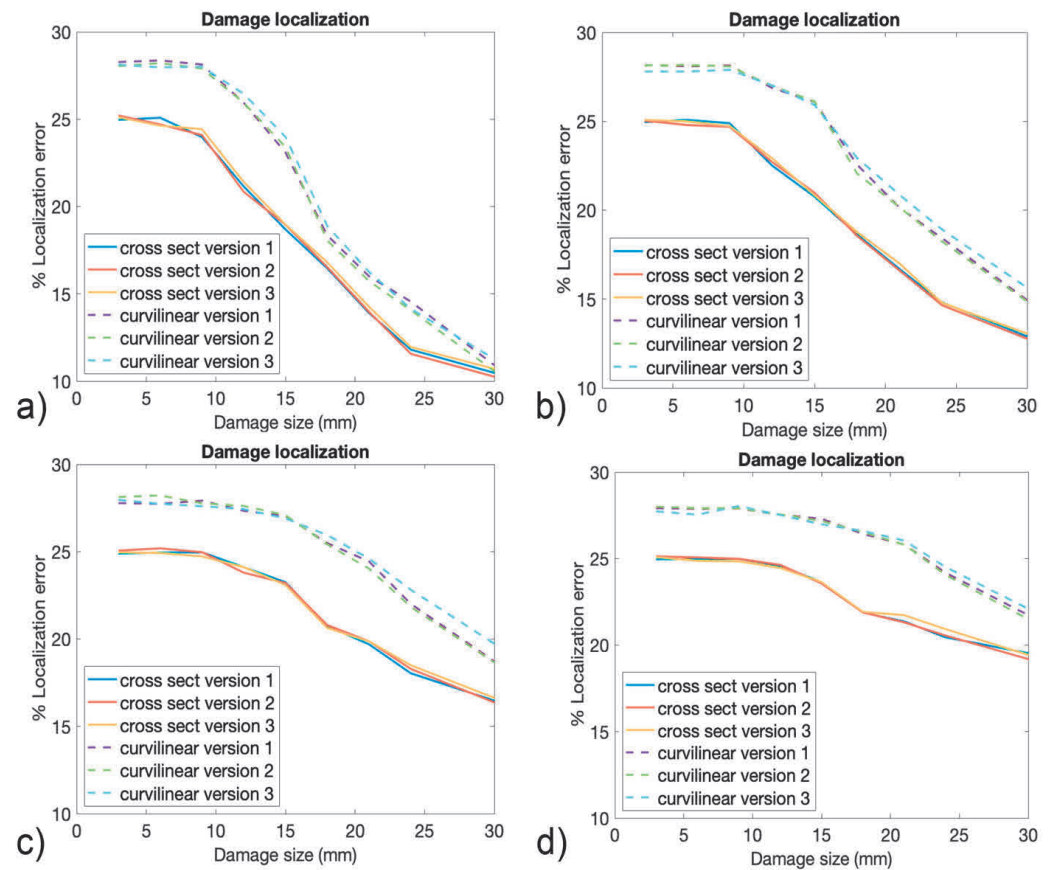 Damage localization
30
25
20
15
10
% Localization error
cross sect version 1
cross sect version 2
cross sect version 3
curvilinear version 1
curvilinear version 2
curvilinear version 3
0 5 10 15 20 25 30
Damage size (mm)
a)
Damage localization
30
25
20
15
10
% Localization error
cross sect version 1
cross sect version 2
cross sect version 3
curvilinear version 1
curvilinear version 2
curvilinear version 3
0 5 10 15 20 25 30
Damage size (mm)
b)
Damage localization
30
25
20
15
10
% Localization error
cross sect version 1
cross sect version 2
cross sect version 3
curvilinear version 1
curvilinear version 2
curvilinear version 3
0 5 10 15 20 25 30
Damage size (mm)
c)
Damage localization
30
25
20
15
10
% Localization error
cross sect version 1
cross sect version 2
cross sect version 3
curvilinear version 1
curvilinear version 2
curvilinear version 3
0 5 10 15 20 25 30
Damage size (mm)
d)